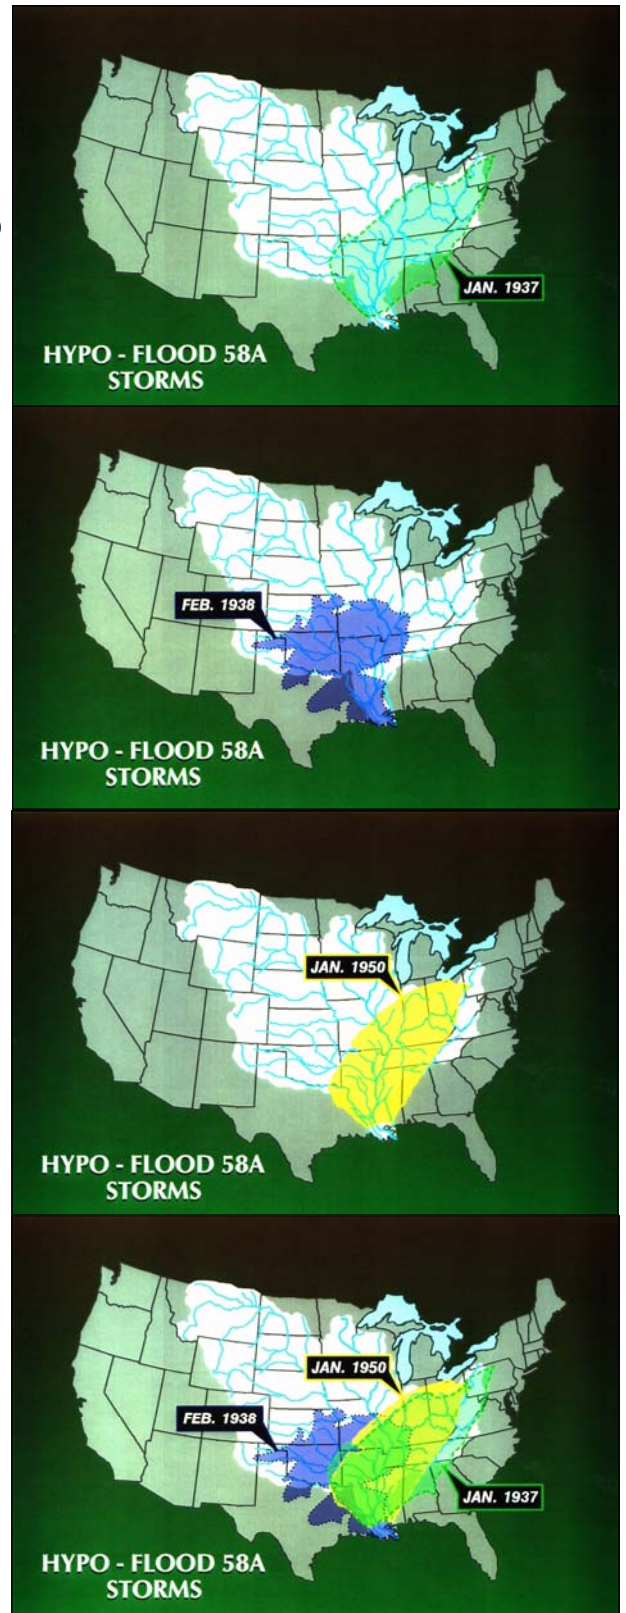 JAN. 1937
HYPO - FLOOD 58A
STORMS
FEB. 1938
HYPO - FLOOD 58A
STORMS
JAN. 1950
HYPO - FLOOD 58A
STORMS
JAN. 1950
FEB. 1938
JAN. 1937
HYPO - FLOOD 58A
STORMS